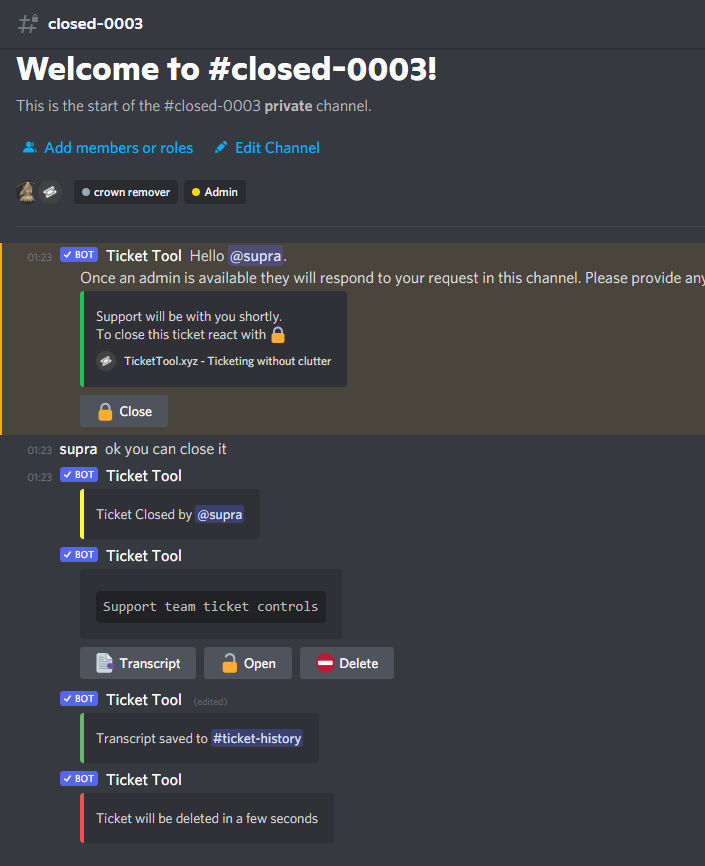 closed-0003
Welcome to #closed-0003!
This is the start of the #closed-0003 private channel.
Add members or roles Edit Channel
crown remover Admin
01:23 BOT Ticket Tool Hello @supra.
Once an admin is available they will respond to your request in this channel. Please provide any
Support will be with you shortly.
To close this ticket react with 🔒
TicketTool.xyz - Ticketing without clutter
Close
01:23 supra ok you can close it
01:23 BOT Ticket Tool
Ticket Closed by @supra
BOT Ticket Tool
Support team ticket controls
Transcript Open Delete
BOT Ticket Tool (edited)
Transcript saved to #ticket-history
BOT Ticket Tool
Ticket will be deleted in a few seconds